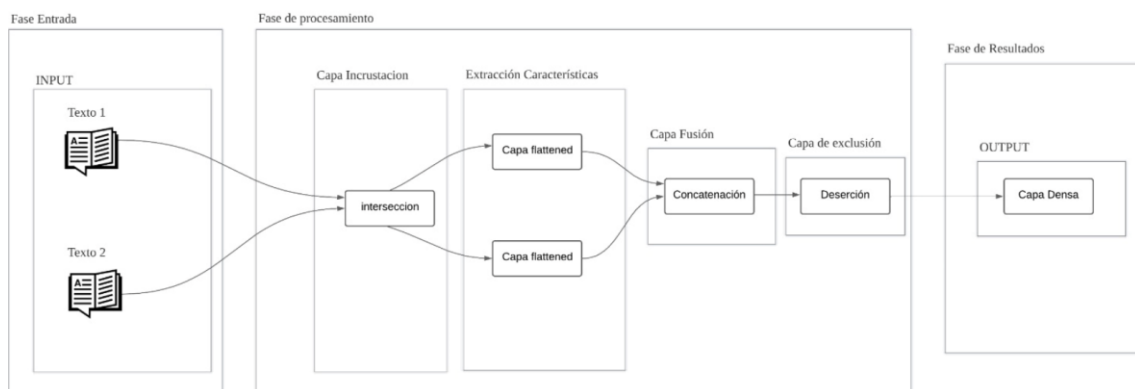 Fase Entrada
INPUT
Texto 1
A
Texto 2
A
Fase de procesamiento
Capa Incrustacion
interseccion
Extracción Características
Capa flattened
Capa flattened
Capa Fusión
Concatenación
Capa de exclusión
Deserción
Fase de Resultados
OUTPUT
Capa Densa